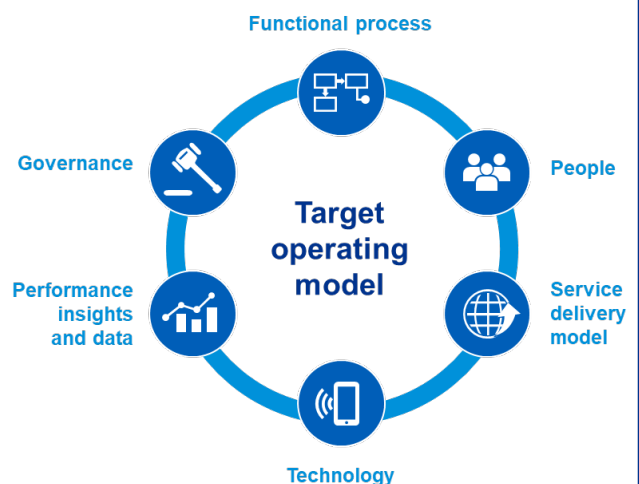 Functional process
Governance
People
Target
operating
model
Performance
insights
and data
Service
delivery
model
Technology